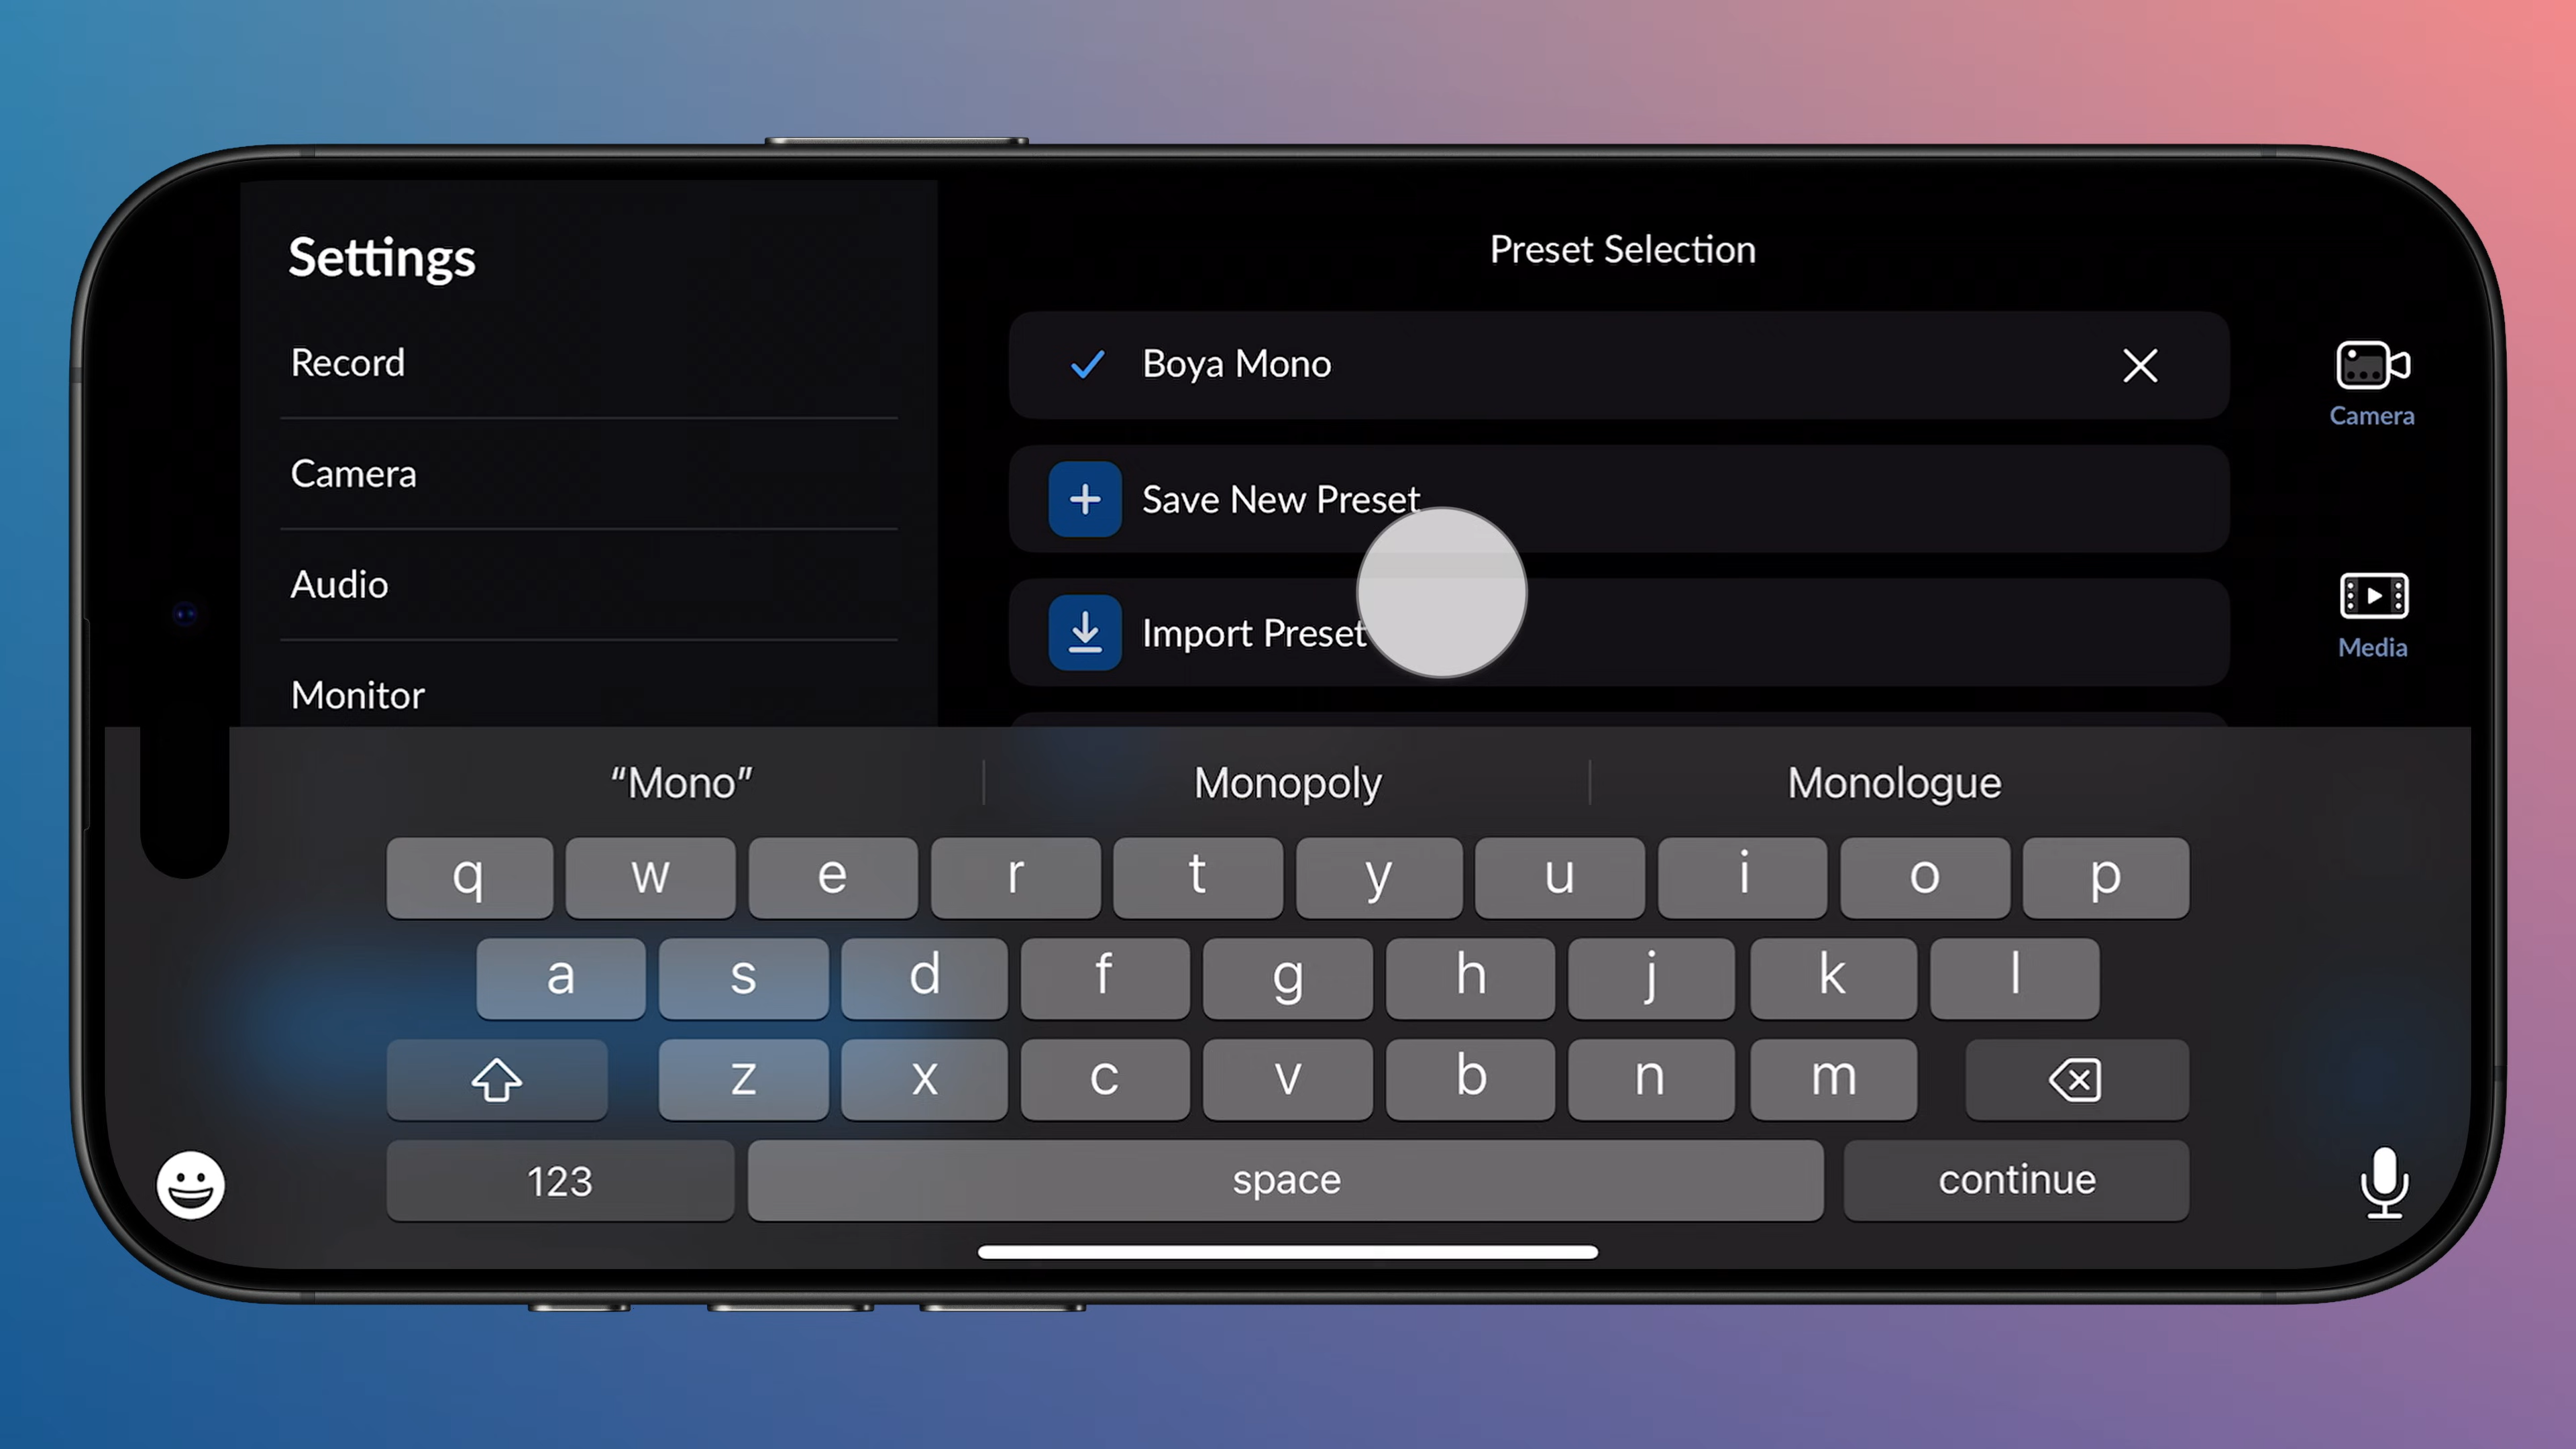 Settings
Preset Selection
Record
Boya Mono
Camera
Camera
Save New Preset
Audio
Import Preset
Media
Monitor
“Mono” Monopoly Monologue
q w e r t y u i o p
a s d f g h j k l
z x c v b n m
123 space continue